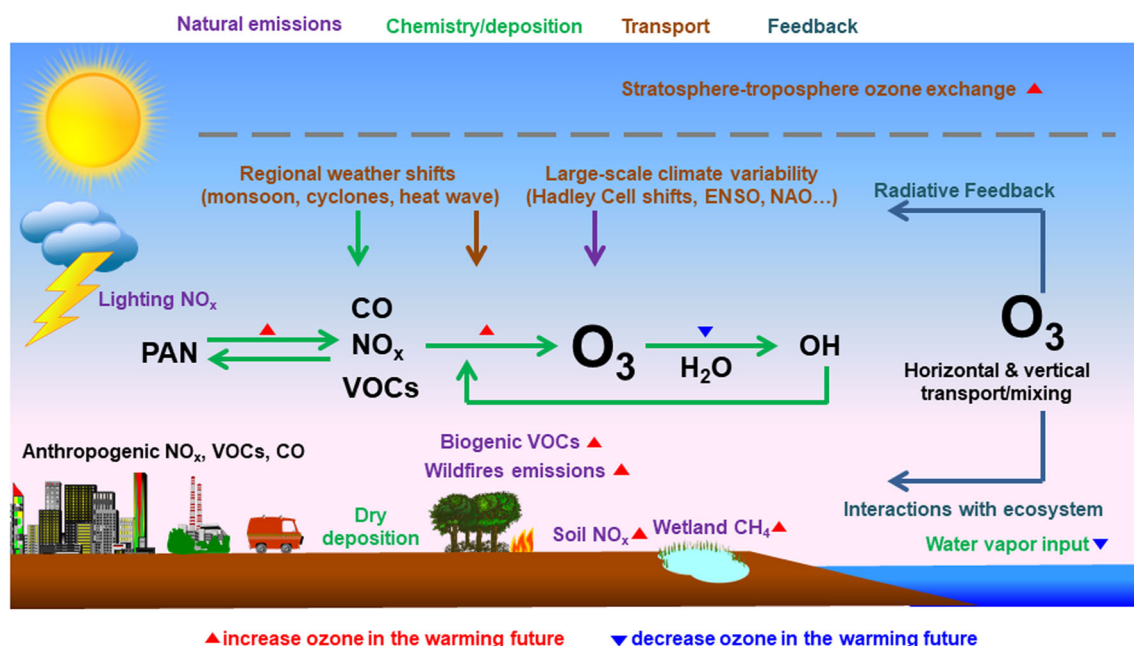 Natural emissions Chemistry/deposition Transport Feedback
Stratosphere-troposphere ozone exchange ▲
Regional weather shifts
(monsoon, cyclones, heat wave)
Large-scale climate variability
(Hadley Cell shifts, ENSO, NAO…)
Radiative Feedback
Lighting NOₓ
CO
PAN
NOₓ
VOCs
O₃
H₂O
OH
O₃
Horizontal & vertical
transport/mixing
Anthropogenic NOₓ, VOCs, CO
Biogenic VOCs ▲
Wildfires emissions ▲
Dry
deposition
Soil NOₓ ▲
Wetland CH₄ ▲
Interactions with ecosystem
Water vapor input ▼
▲ increase ozone in the warming future ▼ decrease ozone in the warming future